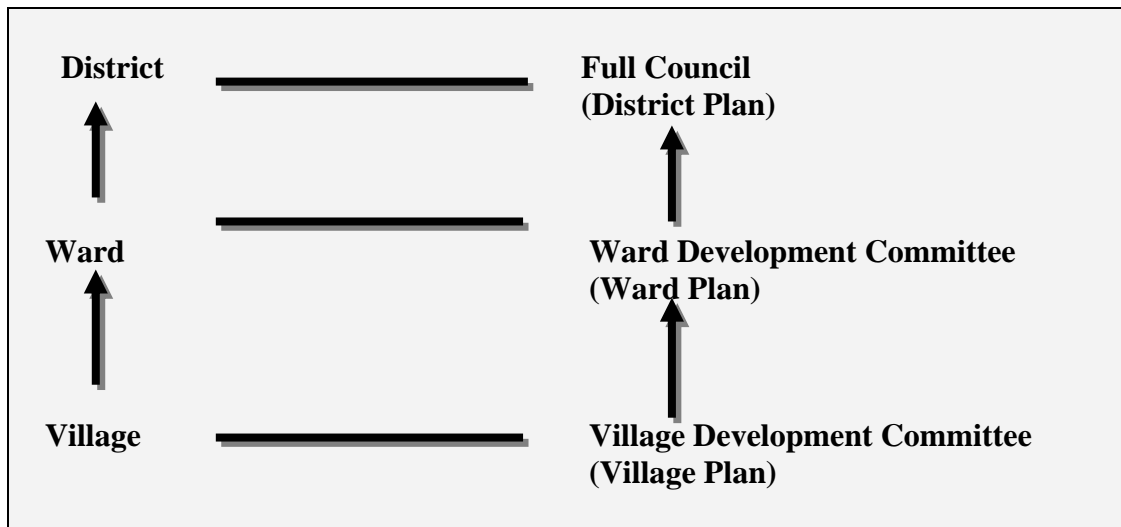 District
Full Council
(District Plan)
Ward
Ward Development Committee
(Ward Plan)
Village
Village Development Committee
(Village Plan)